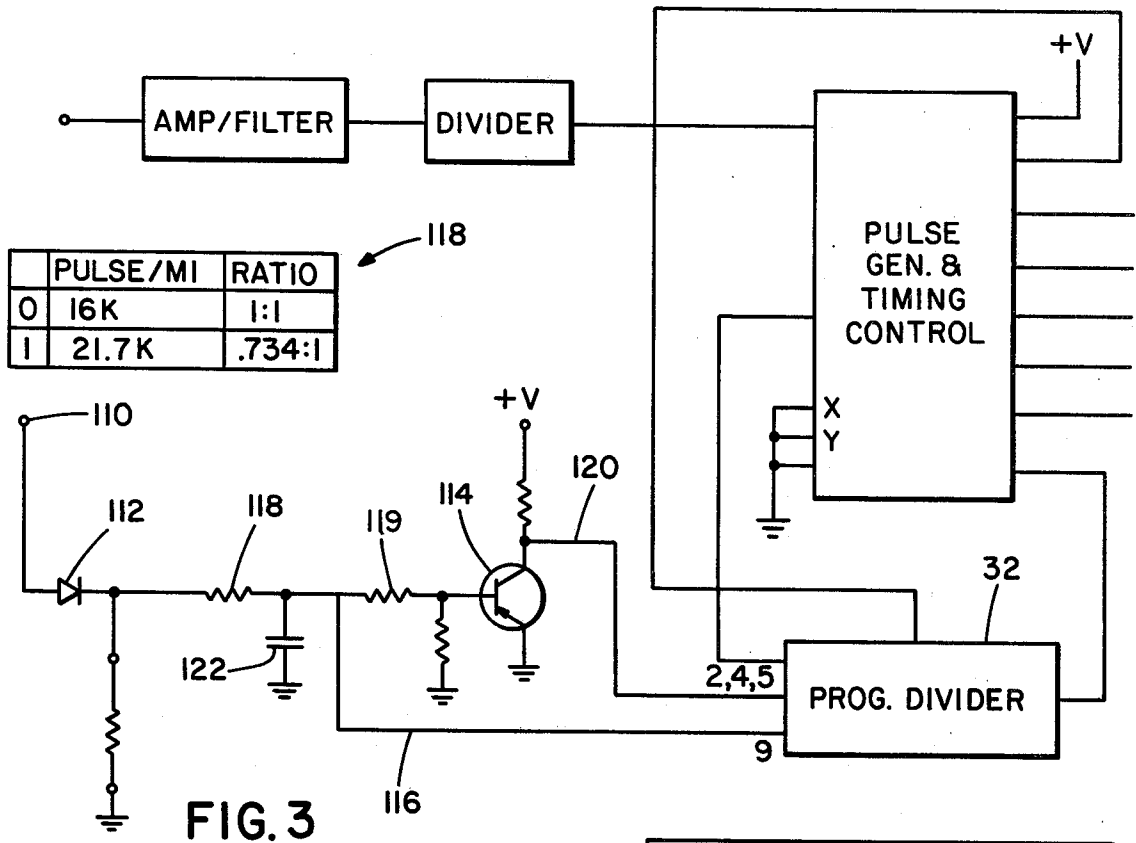 +V
AMP/FILTER
DIVIDER
118
PULSE/MI RATIO
0 16K 1:1
1 21.7K .734:1
PULSE
GEN. &
TIMING
CONTROL
X
Y
110
+V
112
118
119
114
120
32
122
2,4,5
PROG. DIVIDER
9
116
FIG. 3